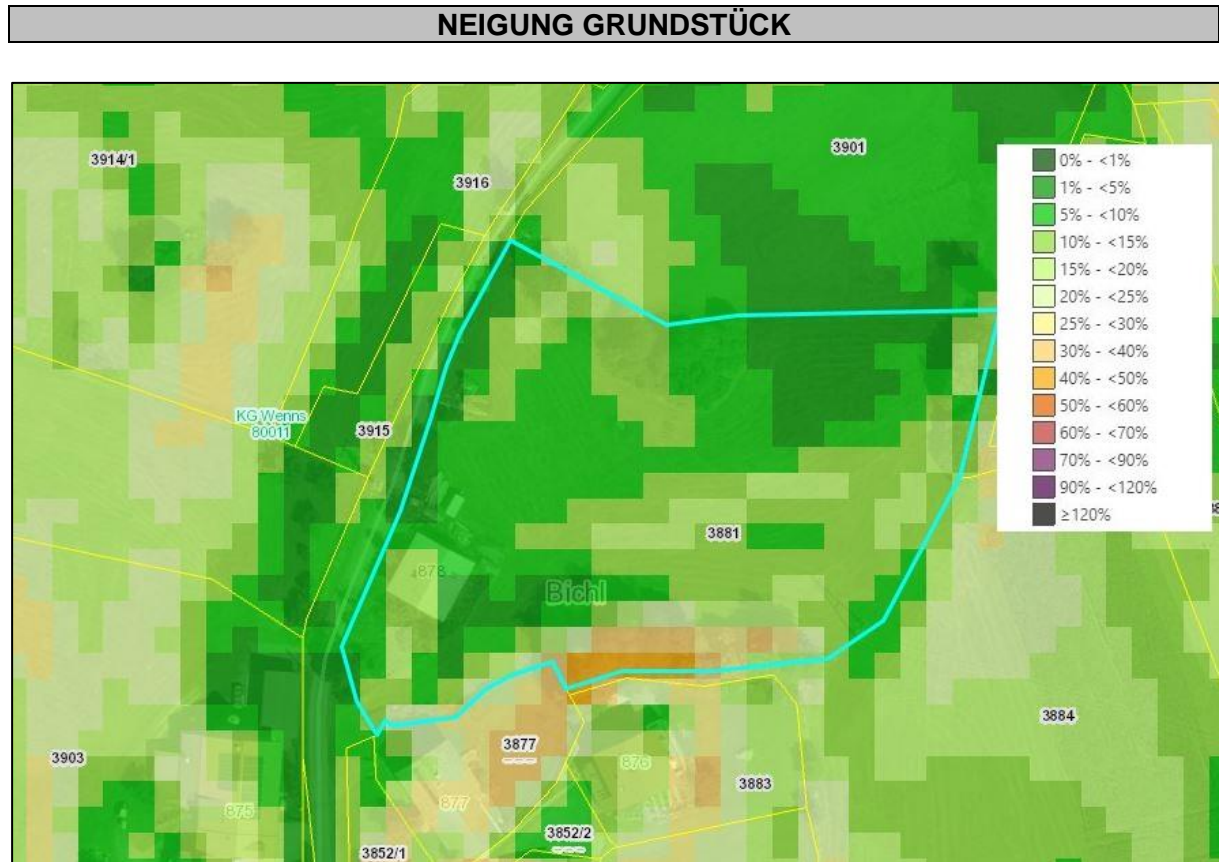 NEIGUNG GRUNDSTÜCK
3914/1
3916
3901
0% - <1%
1% - <5%
5% - <10%
10% - <15%
15% - <20%
20% - <25%
25% - <30%
30% - <40%
40% - <50%
50% - <60%
60% - <70%
70% - <90%
90% - <120%
≥120%
KG Wenns
80011
3915
3881
878
Bichl
3884
3903
3877
876
3883
875
877
3852/2
3852/1